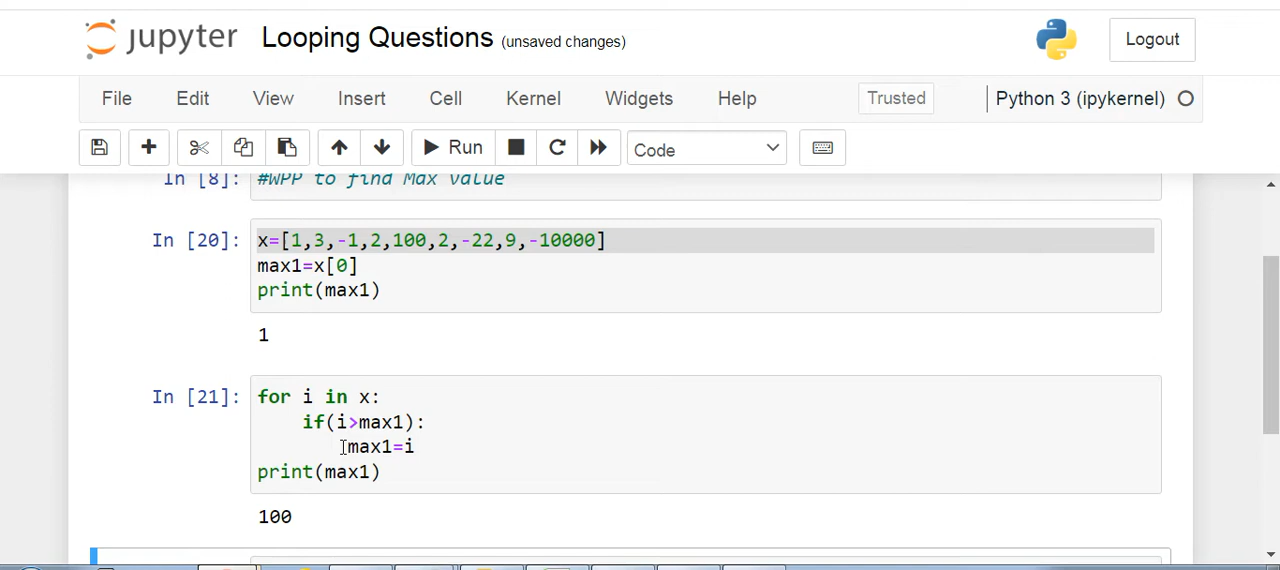 jupyter Looping Questions (unsaved changes) Logout
File Edit View Insert Cell Kernel Widgets Help Trusted Python 3 (ipykernel)
Run Code
In [8]: #WPP to find Max value
In [20]: x=[1,3,-1,2,100,2,-22,9,-10000]
max1=x[0]
print(max1)
1
In [21]: for i in x:
if(i>max1):
max1=i
print(max1)
100